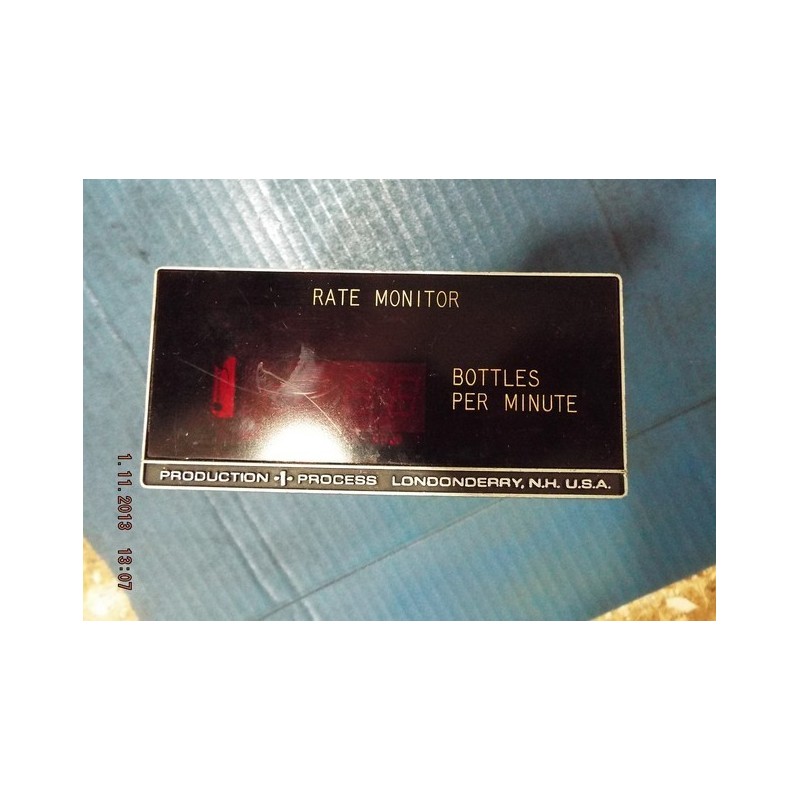 RATE MONITOR
BOTTLES
PER MINUTE
PRODUCTION PROCESS LONDONDERRY, N.H. U.S.A.
1.11.2013 13:07